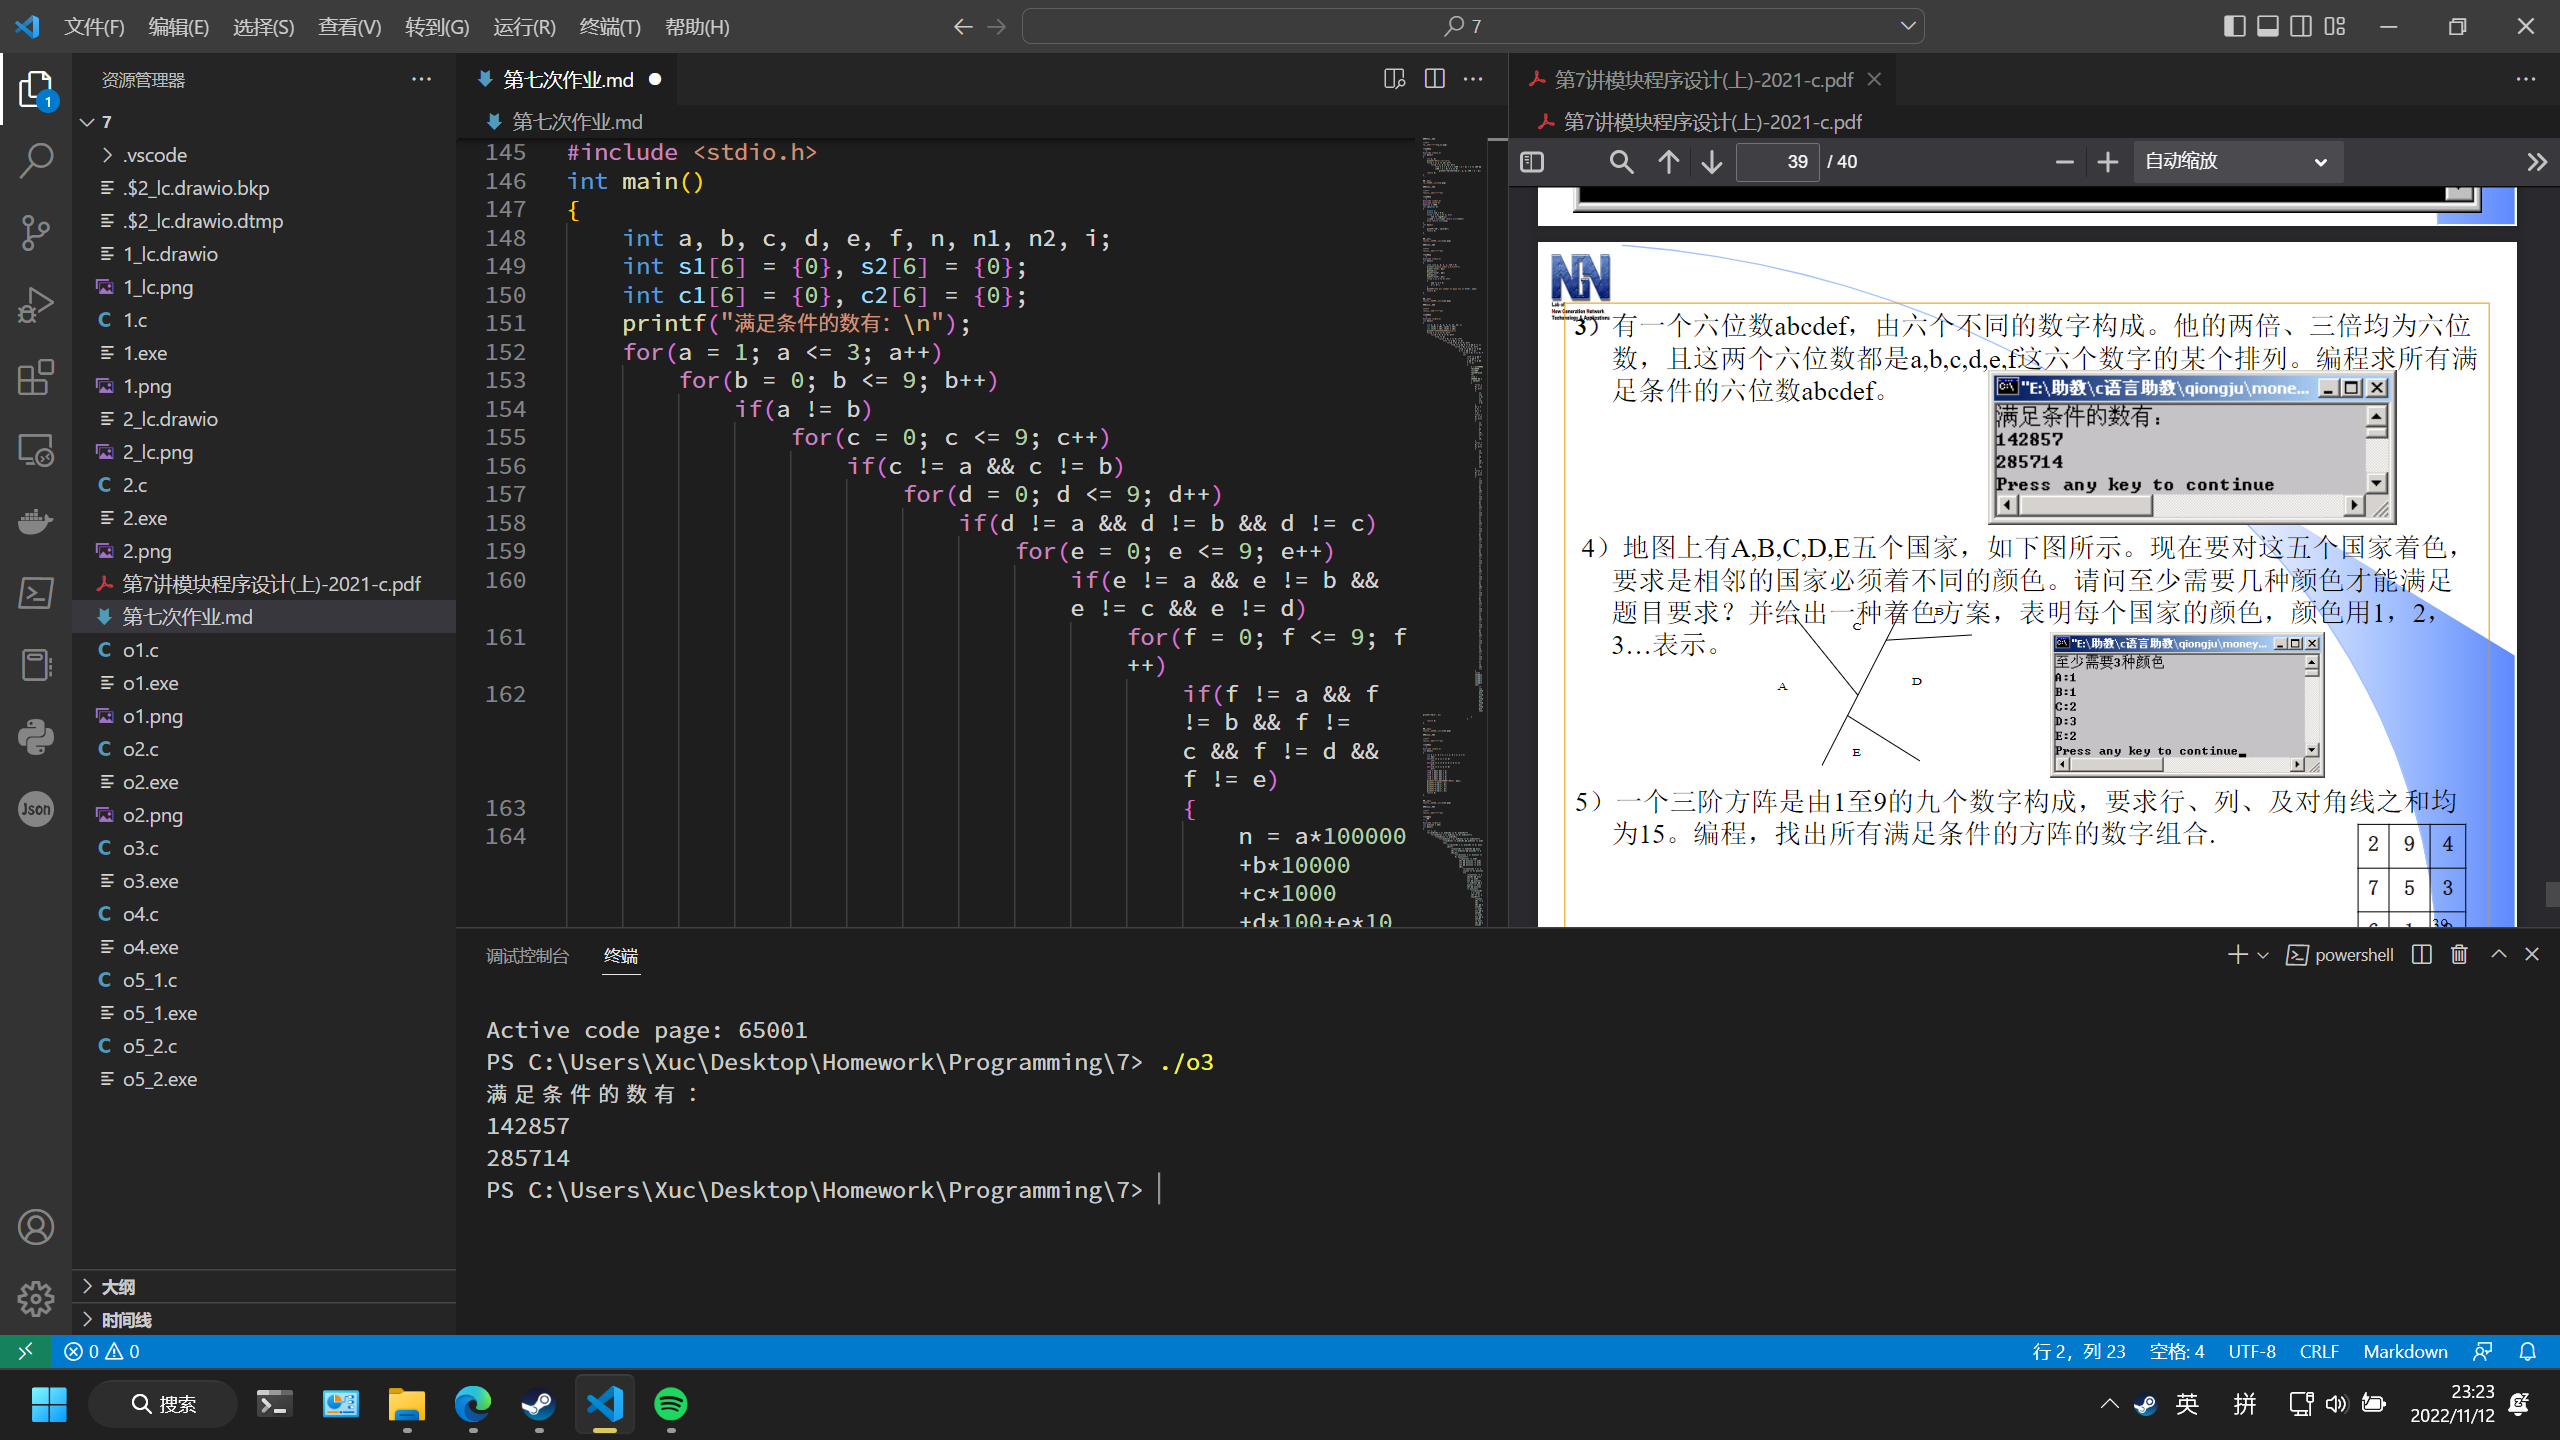 文件(F) 编辑(E) 选择(S) 查看(V) 转到(G) 运行(R) 终端(T) 帮助(H)
7
资源管理器
1
7
.vscode
.$2_lc.drawio.bkp
.$2_lc.drawio.dtmp
1_lc.drawio
1_lc.png
1.c
1.exe
1.png
2_lc.drawio
2_lc.png
2.c
2.exe
2.png
第7讲模块程序设计(上)-2021-c.pdf
第七次作业.md
o1.c
o1.exe
o1.png
o2.c
o2.exe
o2.png
o3.c
o3.exe
o4.c
o4.exe
o5_1.c
o5_1.exe
o5_2.c
o5_2.exe
大纲
时间线
Json
第七次作业.md
第七次作业.md
145 #include <stdio.h>
146 int main()
147 {
148 int a, b, c, d, e, f, n, n1, n2, i;
149 int s1[6] = {0}, s2[6] = {0};
150 int c1[6] = {0}, c2[6] = {0};
151 printf("满足条件的数有：\n");
152 for(a = 1; a <= 3; a++)
153 for(b = 0; b <= 9; b++)
154 if(a != b)
155 for(c = 0; c <= 9; c++)
156 if(c != a && c != b)
157 for(d = 0; d <= 9; d++)
158 if(d != a && d != b && d != c)
159 for(e = 0; e <= 9; e++)
160 if(e != a && e != b &&
e != c && e != d)
161 for(f = 0; f <= 9; f
++)
162 if(f != a && f
!= b && f !=
c && f != d &&
f != e)
163 {
164 n = a*100000
+b*10000
+c*1000
+d*100+e*10
第7讲模块程序设计(上)-2021-c.pdf
第7讲模块程序设计(上)-2021-c.pdf
39 / 40
自动缩放
Lab of
New Generation Network
Technology & Applications
3）有一个六位数abcdef，由六个不同的数字构成。他的两倍、三倍均为六位
数，且这两个六位数都是a,b,c,d,e,f这六个数字的某个排列。编程求所有满
足条件的六位数abcdef。
"E:\助教\c语言助教\qiongju\mone...
满足条件的数有：
142857
285714
Press any key to continue
4）地图上有A,B,C,D,E五个国家，如下图所示。现在要对这五个国家着色，
要求是相邻的国家必须着不同的颜色。请问至少需要几种颜色才能满足
题目要求？并给出一种着色方案，表明每个国家的颜色，颜色用1，2，
3…表示。
A
B
C
D
E
"E:\助教\c语言助教\qiongju\money...
至少需要3种颜色
A:1
B:1
C:2
D:3
E:2
Press any key to continue_
5）一个三阶方阵是由1至9的九个数字构成，要求行、列、及对角线之和均
为15。编程，找出所有满足条件的方阵的数字组合.
2 9 4
7 5 3
39
调试控制台 终端
powershell
Active code page: 65001
PS C:\Users\Xuc\Desktop\Homework\Programming\7> ./o3
满足条件的数有：
142857
285714
PS C:\Users\Xuc\Desktop\Homework\Programming\7>
0 0
行 2，列 23 空格: 4 UTF-8 CRLF Markdown
搜索
英 拼
23:23
2022/11/12